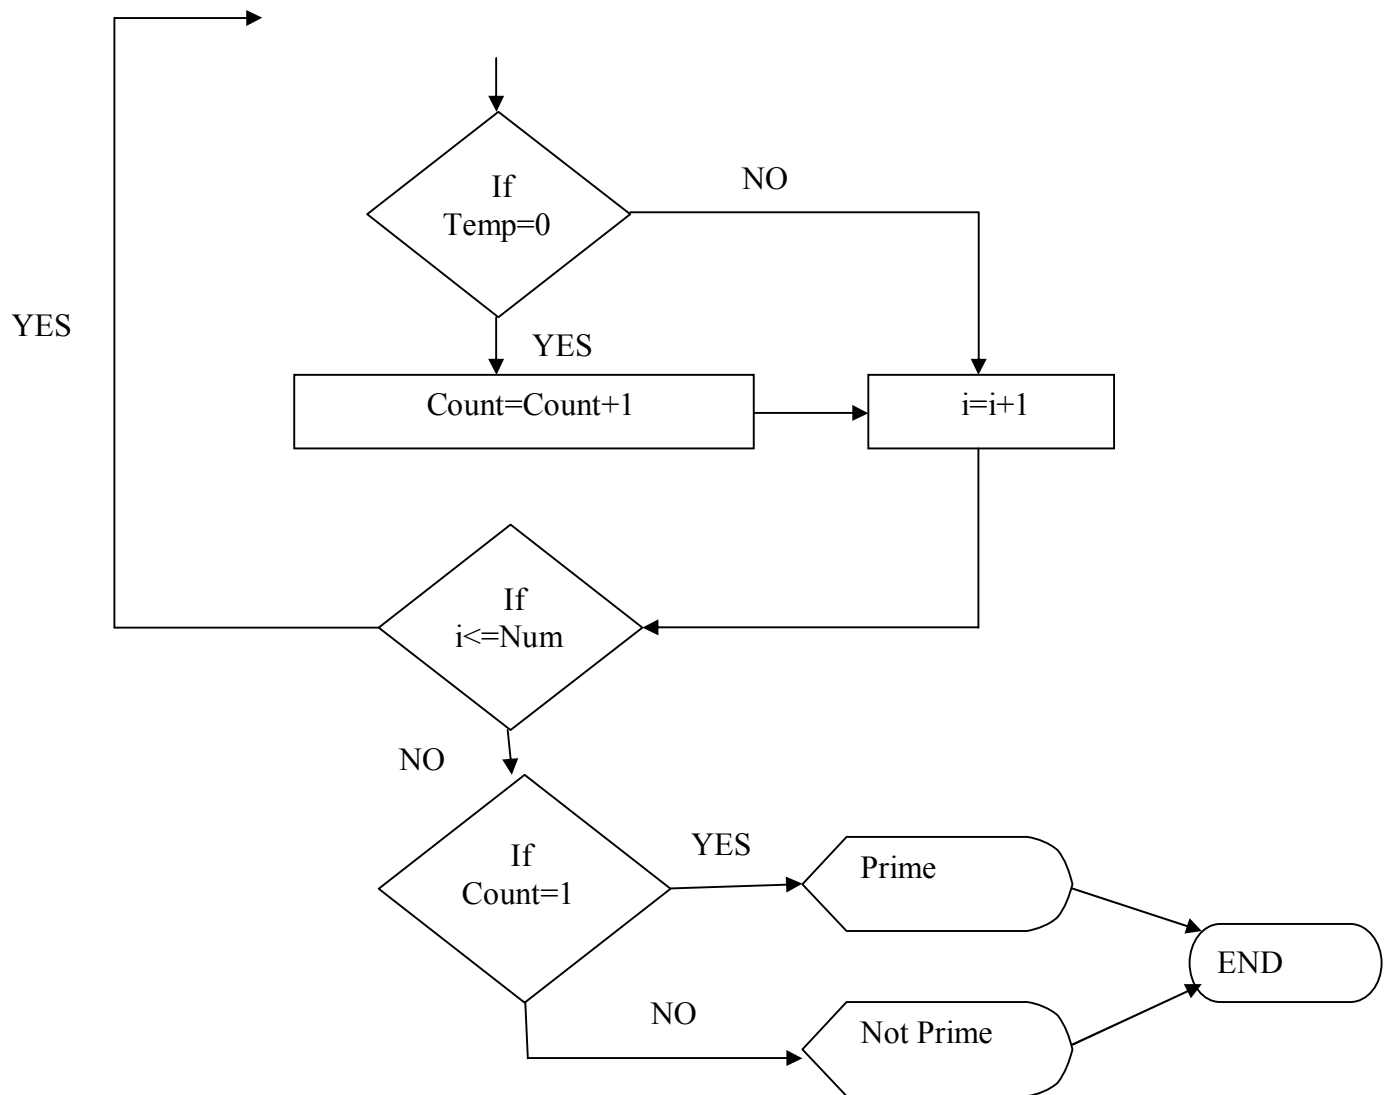 NO
If
Temp=0
YES
YES
Count=Count+1
i=i+1
If
i<=Num
NO
YES
If
Count=1
Prime
END
NO
Not Prime